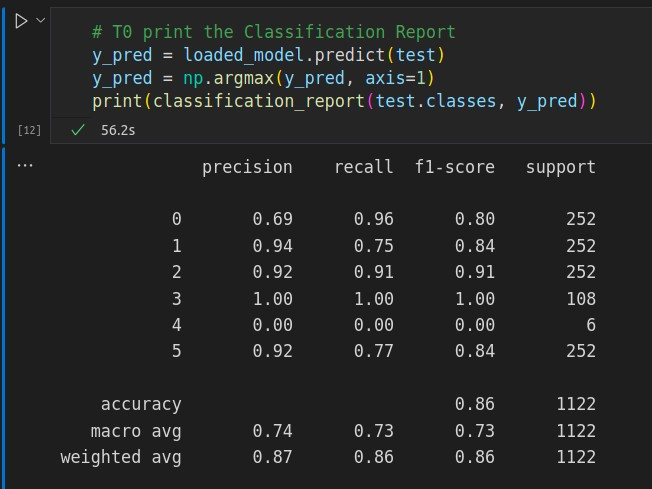 # T0 print the Classification Report
y_pred = loaded_model.predict(test)
y_pred = np.argmax(y_pred, axis=1)
print(classification_report(test.classes, y_pred))
[12] ✓ 56.2s
... precision recall f1-score support
0 0.69 0.96 0.80 252
1 0.94 0.75 0.84 252
2 0.92 0.91 0.91 252
3 1.00 1.00 1.00 108
4 0.00 0.00 0.00 6
5 0.92 0.77 0.84 252
accuracy 0.86 1122
macro avg 0.74 0.73 0.73 1122
weighted avg 0.87 0.86 0.86 1122